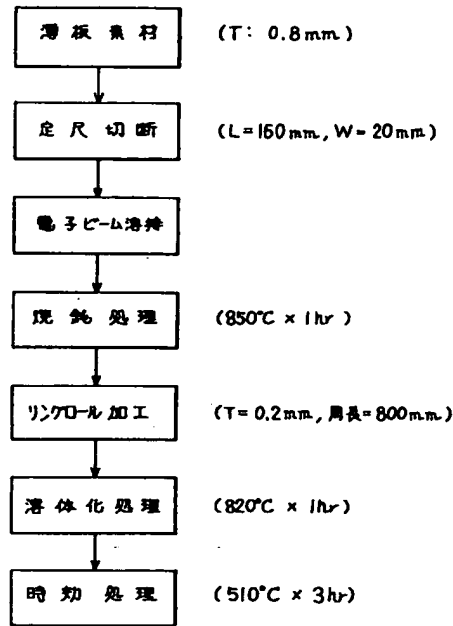 薄板素材 (T: 0.8mm)
定尺切断 (L=160mm, W=20mm)
電子ビーム溶接
焼鈍処理 (850℃ × 1hr)
リングロール加工 (T=0.2mm, 周長=800mm)
溶体化処理 (820℃ × 1hr)
時効処理 (510℃ × 3hr)